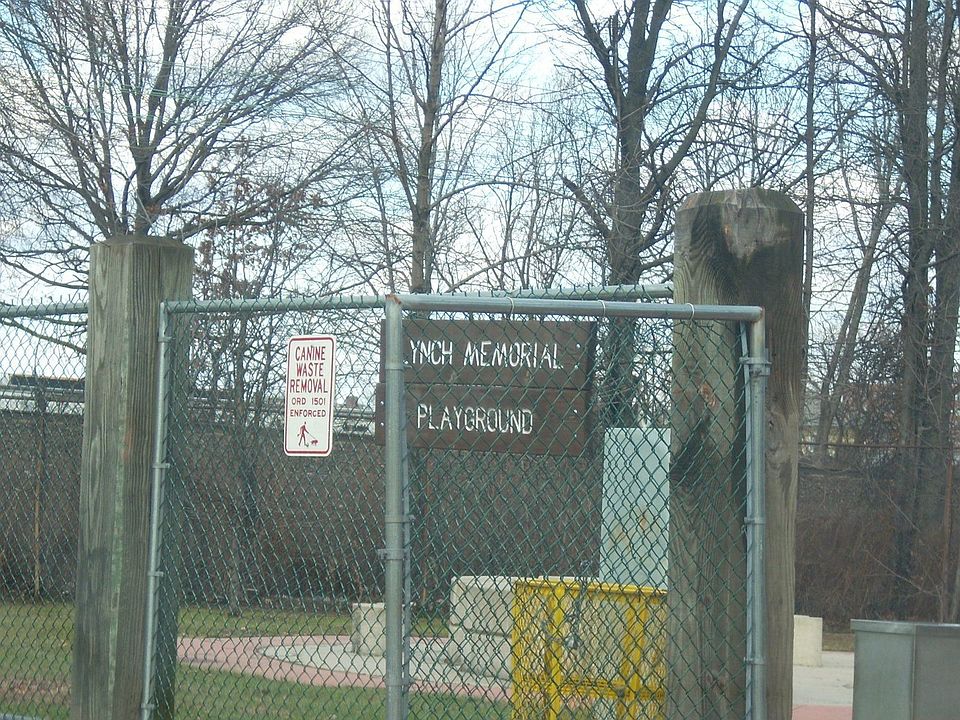 CANINE
WASTE
REMOVAL
ORD 1501
ENFORCED
YNCH MEMORIAL
PLAYGROUND